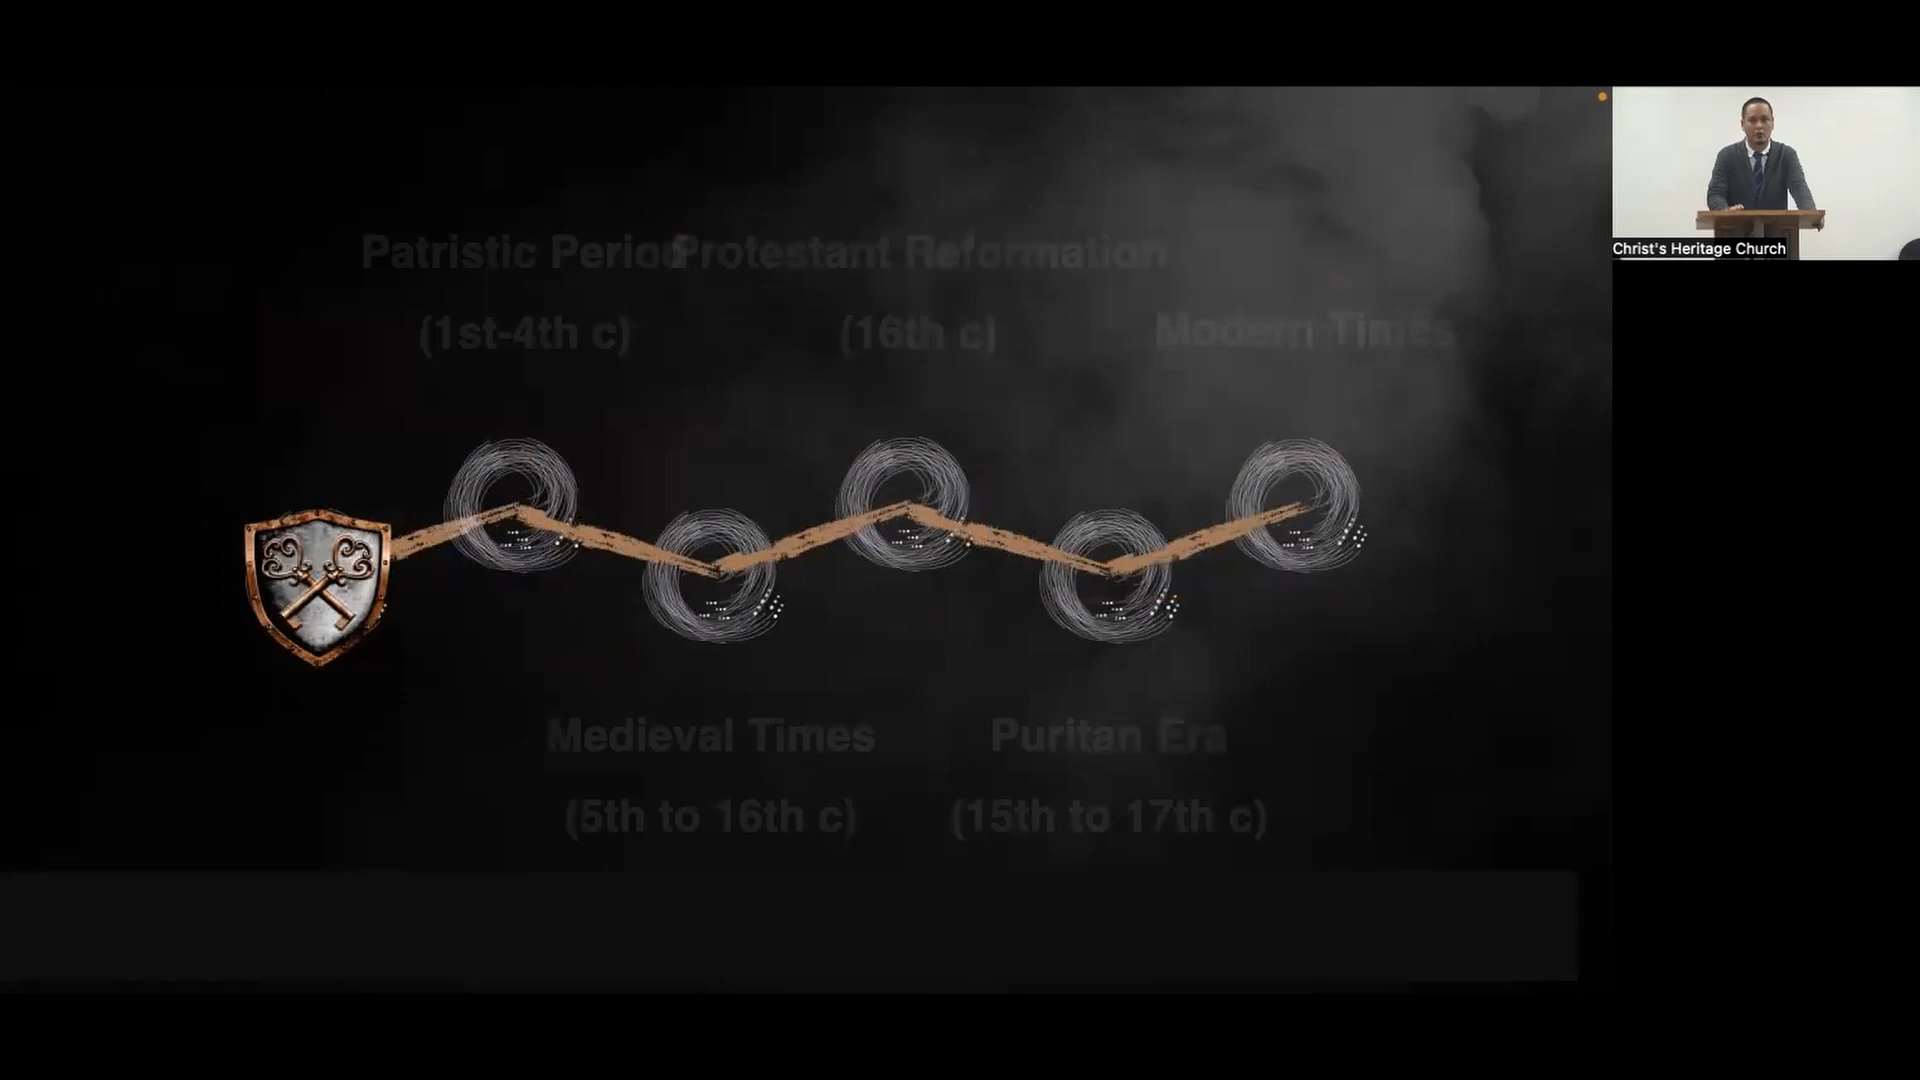 Patristic Period
(1st-4th c)
Protestant Reformation
(16th c)
Modern Times
Medieval Times
(5th to 16th c)
Puritan Era
(15th to 17th c)
Christ's Heritage Church